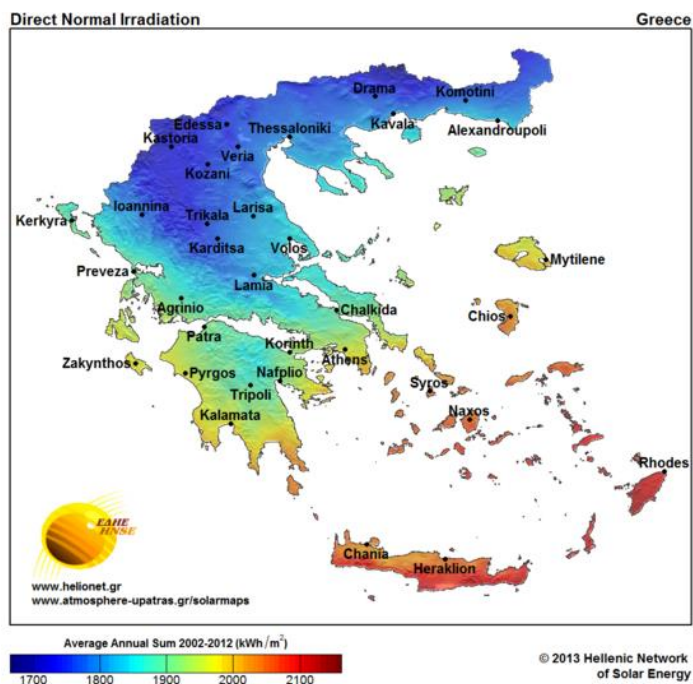 Direct Normal Irradiation Greece
Drama
Komotini
Edessa
Kavala
Thessaloniki
Alexandroupoli
Kastoria
Veria
Kozani
Ioannina
Larisa
Kerkyra
Trikala
Karditsa
Volos
Mytilene
Preveza
Lamia
Agrinio
Chalkida
Chios
Patra
Korinth
Athens
Zakynthos
Pyrgos
Nafplio
Syros
Tripoli
Kalamata
Naxos
Rhodes
ΕΔΗΕ
HNSE
Chania
Heraklion
www.helionet.gr
www.atmosphere-upatras.gr/solarmaps
Average Annual Sum 2002-2012 (kWh/m²)
1700 1800 1900 2000 2100
© 2013 Hellenic Network
of Solar Energy